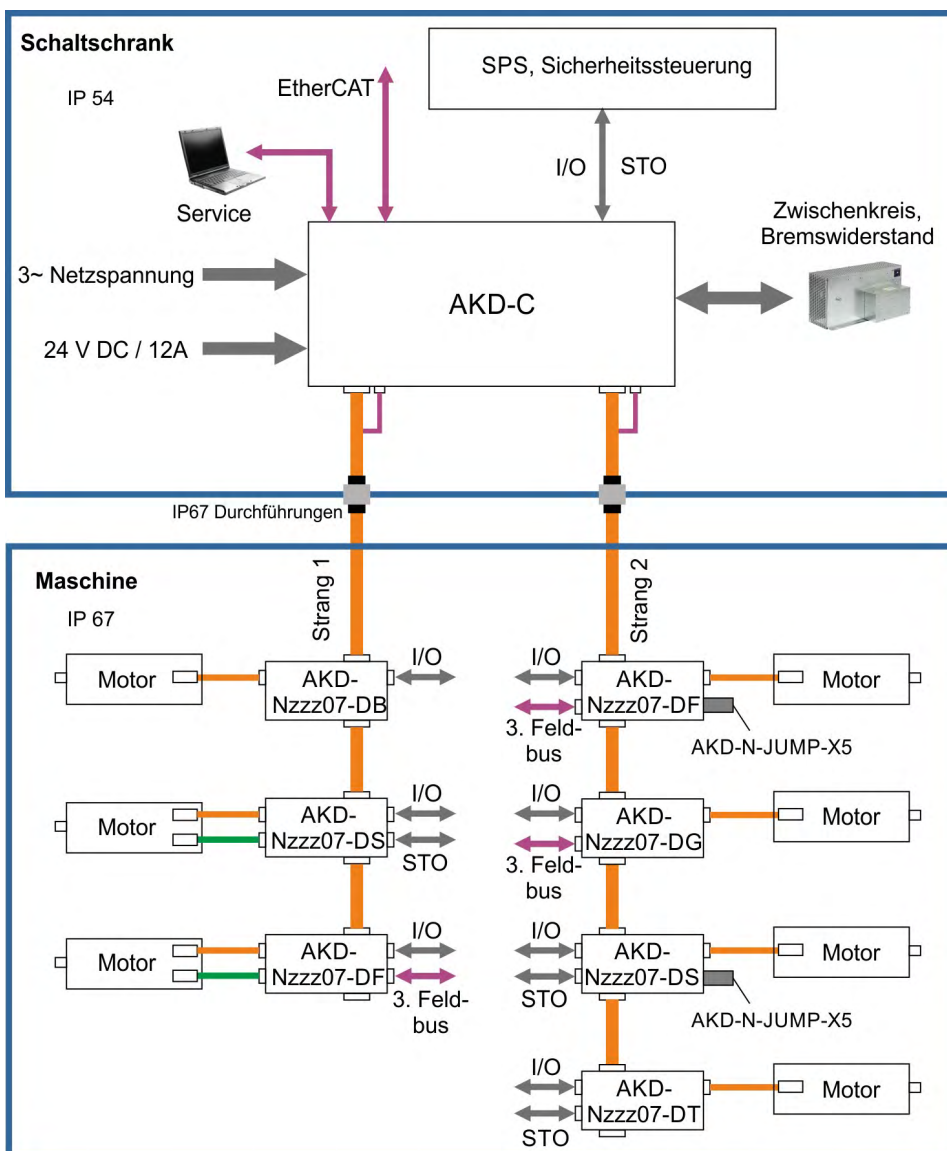 Schaltschrank
IP 54
EtherCAT
SPS, Sicherheitssteuerung
I/O
STO
Service
Zwischenkreis,
Bremswiderstand
3~ Netzspannung
24 V DC / 12A
AKD-C
IP67 Durchführungen
Maschine
IP 67
Strang 1
Strang 2
Motor
AKD-
Nzzz07-DB
I/O
Motor
AKD-
Nzzz07-DS
I/O
STO
Motor
AKD-
Nzzz07-DF
I/O
3. Feld-
bus
I/O
3. Feld-
bus
AKD-
Nzzz07-DF
Motor
AKD-N-JUMP-X5
I/O
3. Feld-
bus
AKD-
Nzzz07-DG
Motor
I/O
STO
AKD-
Nzzz07-DS
Motor
AKD-N-JUMP-X5
I/O
STO
AKD-
Nzzz07-DT
Motor